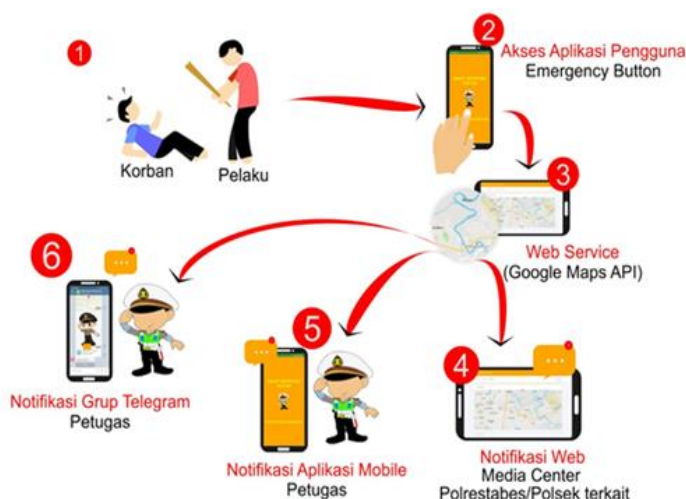 1
Korban
Pelaku
2
Akses Aplikasi Pengguna
Emergency Button
3
Web Service
(Google Maps API)
4
Notifikasi Web
Media Center
Polrestabes/Polsek terkait
5
Notifikasi Aplikasi Mobile
Petugas
6
Notifikasi Grup Telegram
Petugas